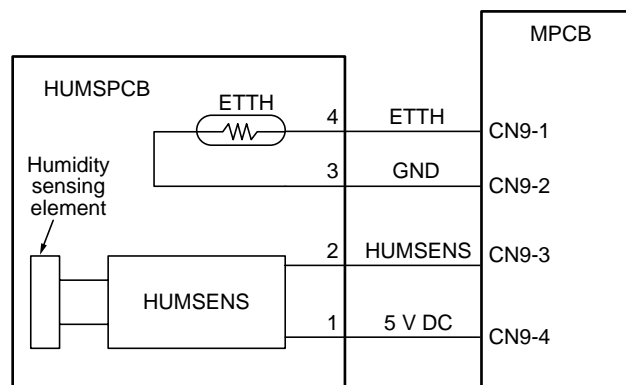 MPCB
HUMSPCB
ETTH
4
ETTH
CN9-1
3
GND
CN9-2
Humidity
sensing
element
2
HUMSENS
CN9-3
HUMSENS
1
5 V DC
CN9-4